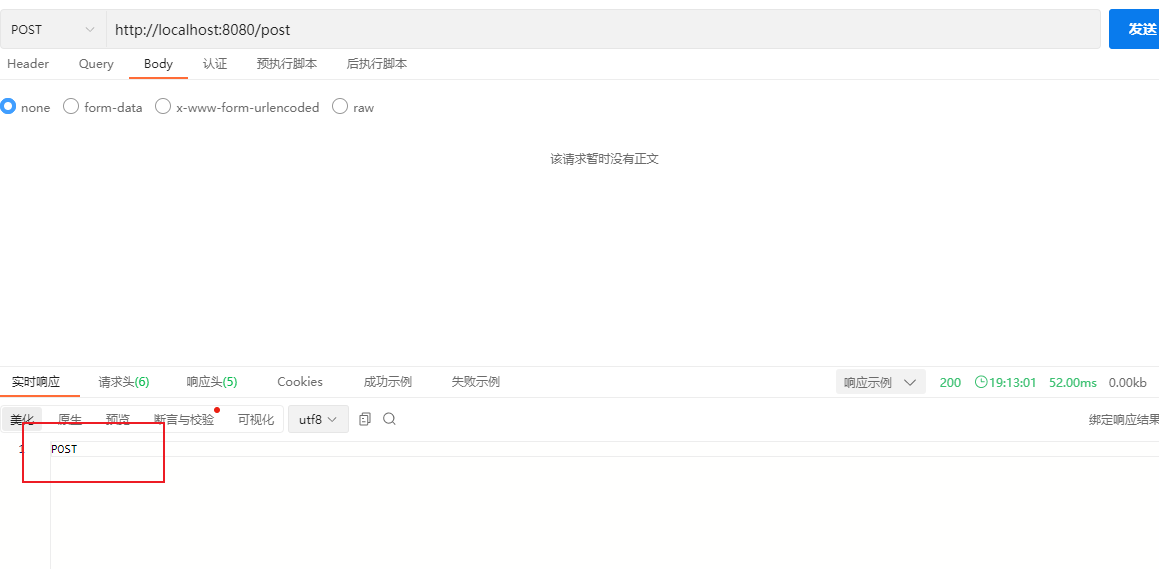 POST http://localhost:8080/post 发送
Header Query Body 认证 预执行脚本 后执行脚本
none form-data x-www-form-urlencoded raw
该请求暂时没有正文
实时响应 请求头(6) 响应头(5) Cookies 成功示例 失败示例 响应示例 200 19:13:01 52.00ms 0.00kb
美化 原生 预览 断言与校验 可视化 utf8 绑定响应结果
1 POST